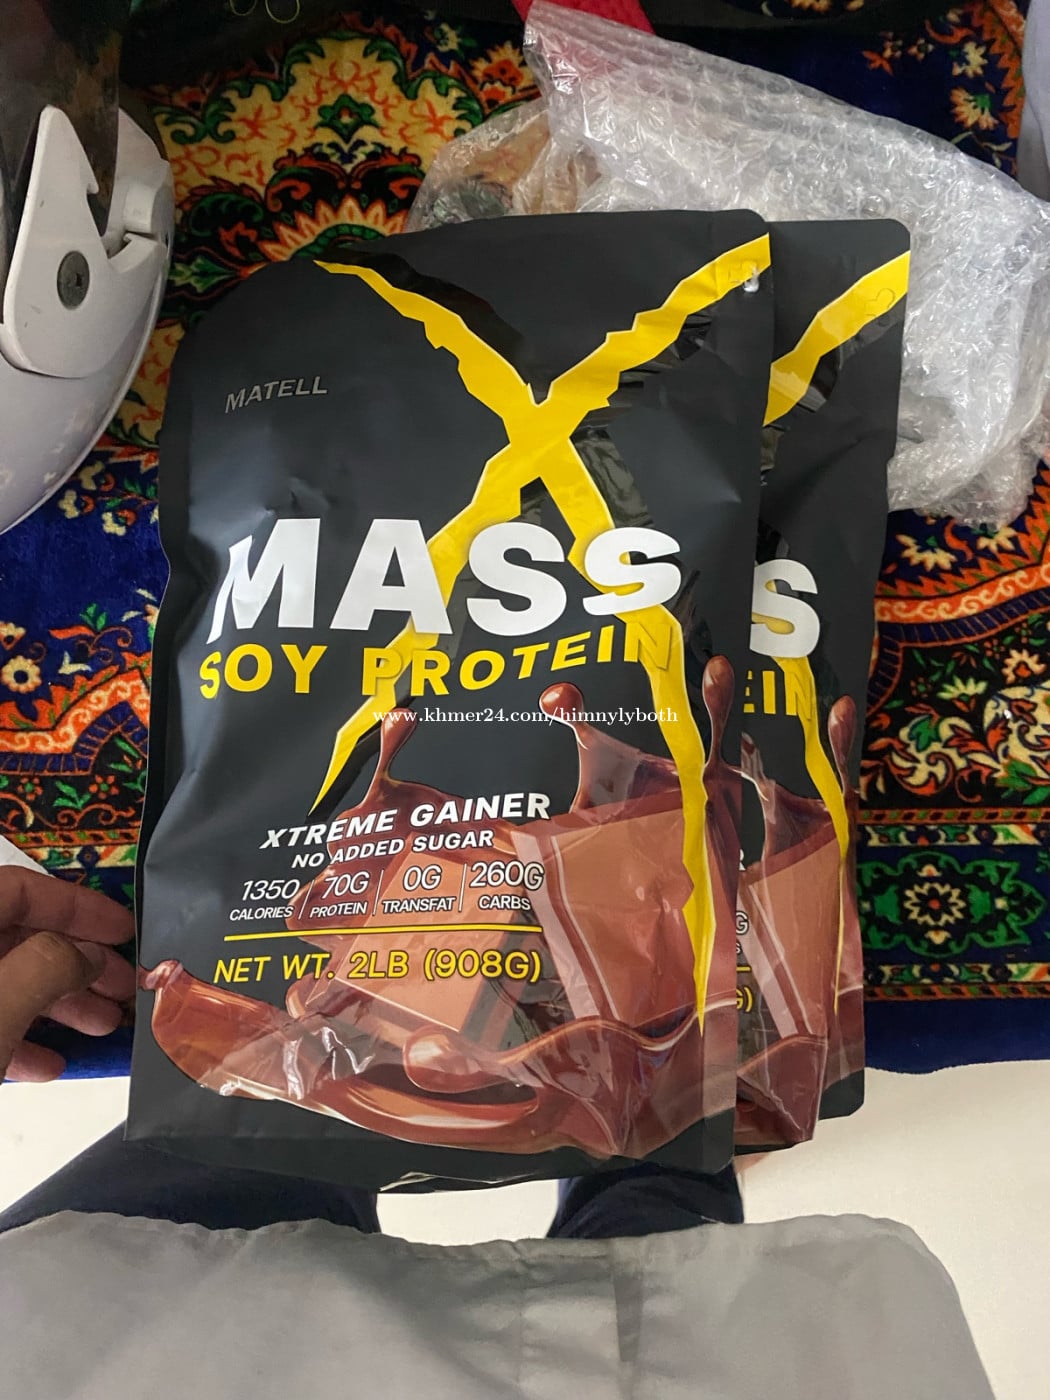 MATELL
MASS
SOY PROTEIN
www.khmer24.com/himnylyboth
XTREME GAINER
NO ADDED SUGAR
1350 70G 0G 260G
CALORIES PROTEIN TRANSFAT CARBS
NET WT. 2LB (908G)
S
EIN
R
G
S
G)